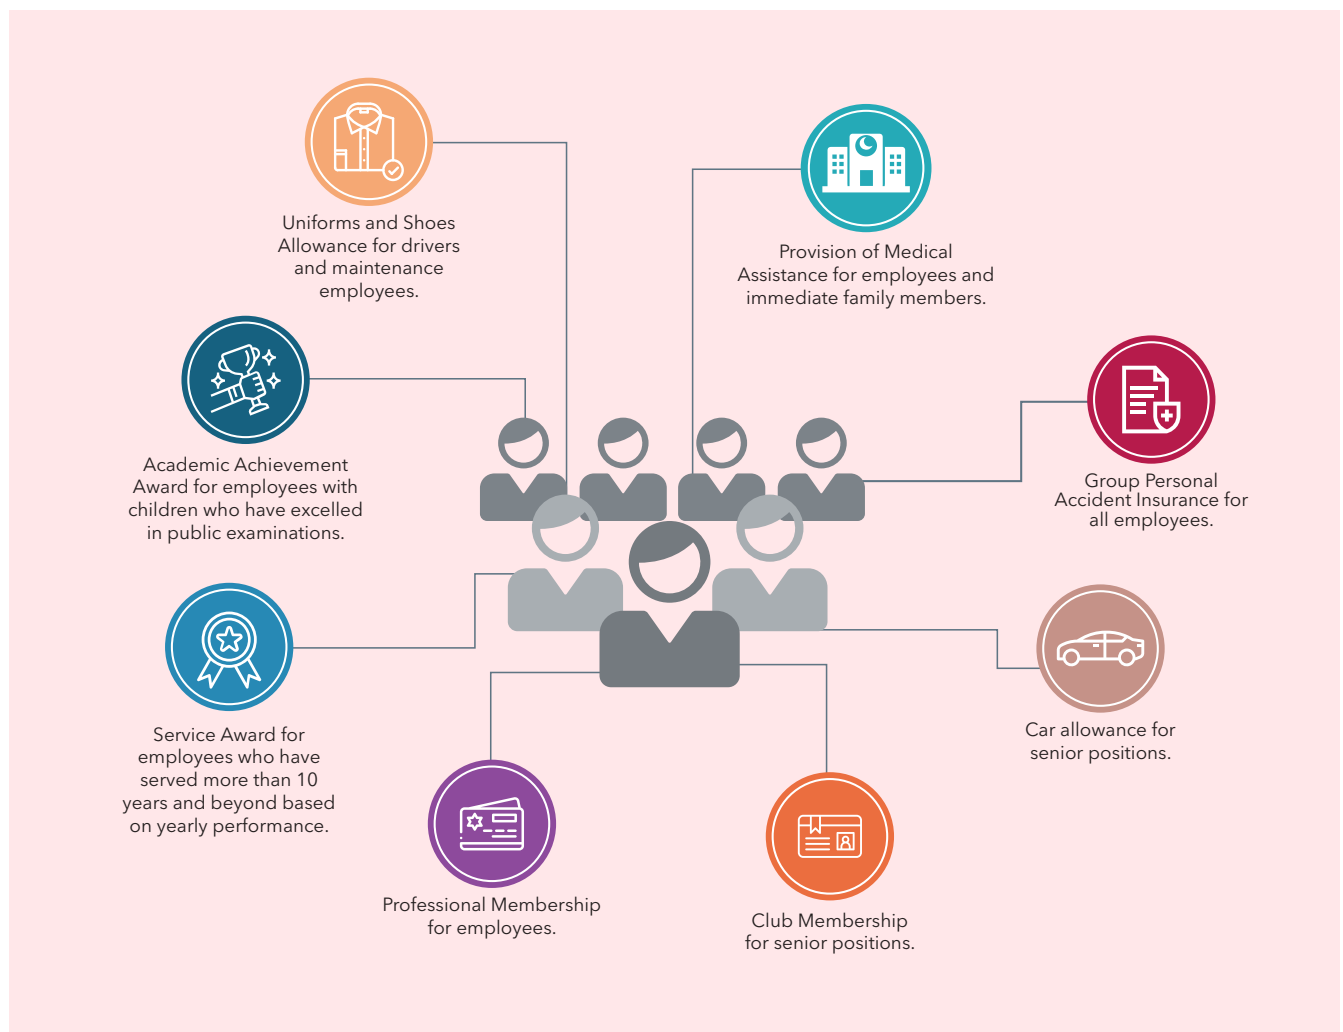 Uniforms and Shoes
Allowance for drivers
and maintenance
employees.
Provision of Medical
Assistance for employees and
immediate family members.
Academic Achievement
Award for employees with
children who have excelled
in public examinations.
Group Personal
Accident Insurance for
all employees.
Service Award for
employees who have
served more than 10
years and beyond based
on yearly performance.
Car allowance for
senior positions.
Professional Membership
for employees.
Club Membership
for senior positions.